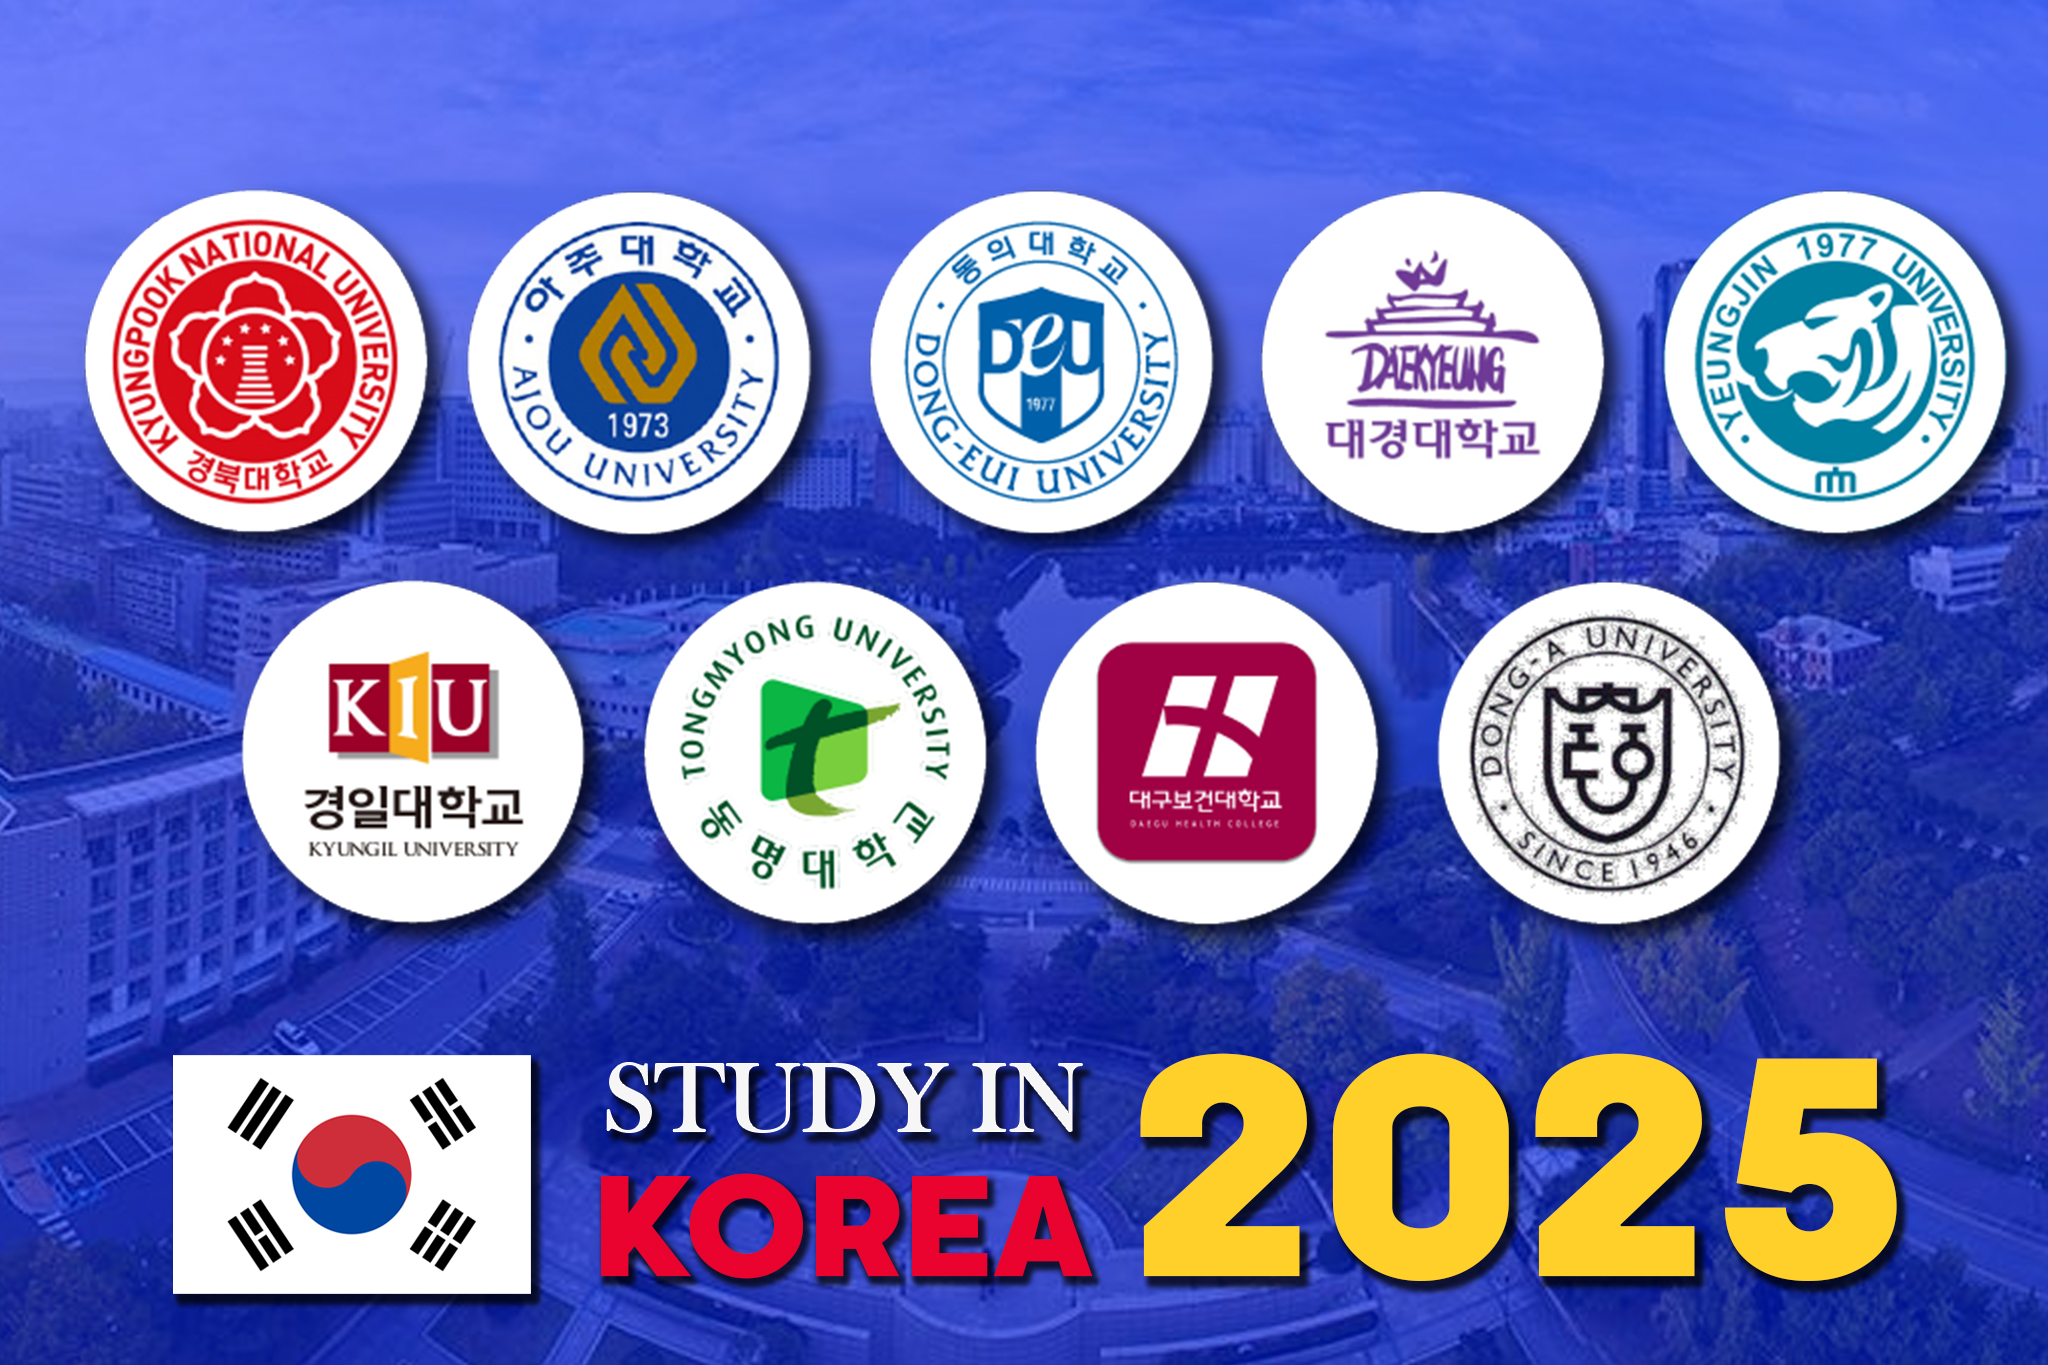 KYUNGPOOK NATIONAL UNIVERSITY
경북대학교
아주대학교
1973
AJOU UNIVERSITY
동의대학교
DEU
1977
DONG-EUI UNIVERSITY
DAEKYEUNG
대경대학교
YEUNGJIN 1977 UNIVERSITY
KIU
경일대학교
KYUNGIL UNIVERSITY
TONGMYONG UNIVERSITY
동명대학교
대구보건대학교
DAEGU HEALTH COLLEGE
DONG-A UNIVERSITY
SINCE 1946
STUDY IN
KOREA
2025